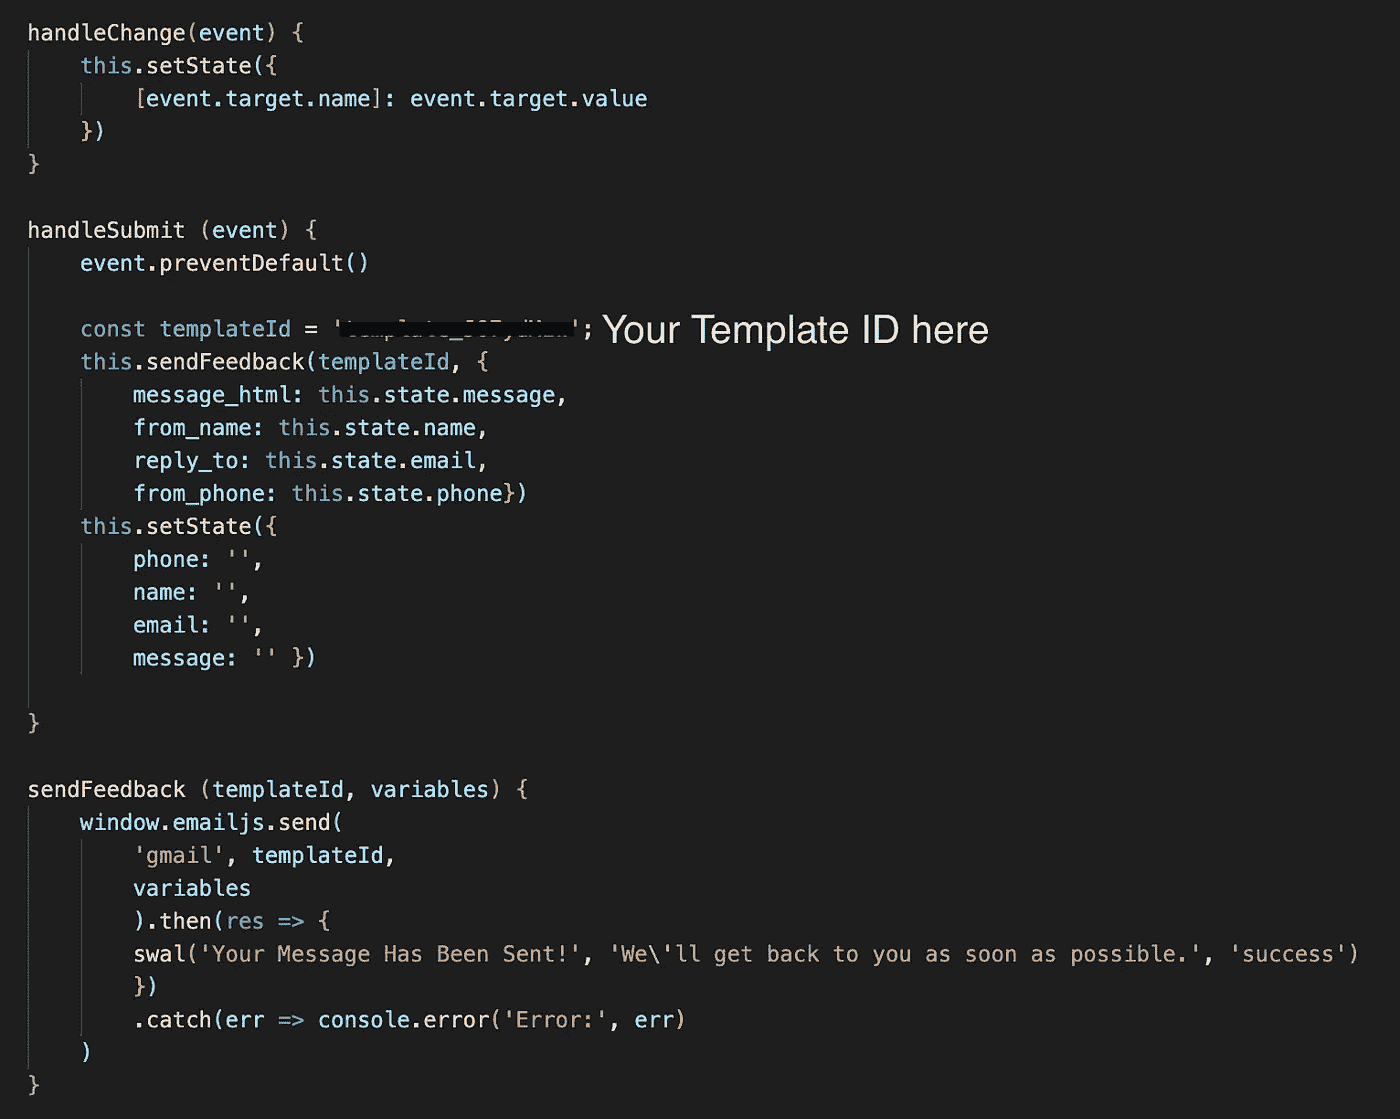 handleChange(event) {
this.setState({
[event.target.name]: event.target.value
})
}
handleSubmit (event) {
event.preventDefault()
const templateId = ' '; Your Template ID here
this.sendFeedback(templateId, {
message_html: this.state.message,
from_name: this.state.name,
reply_to: this.state.email,
from_phone: this.state.phone})
this.setState({
phone: '',
name: '',
email: '',
message: '' })
}
sendFeedback (templateId, variables) {
window.emailjs.send(
'gmail', templateId,
variables
).then(res => {
swal('Your Message Has Been Sent!', 'We\'ll get back to you as soon as possible.', 'success')
})
.catch(err => console.error('Error:', err)
)
}